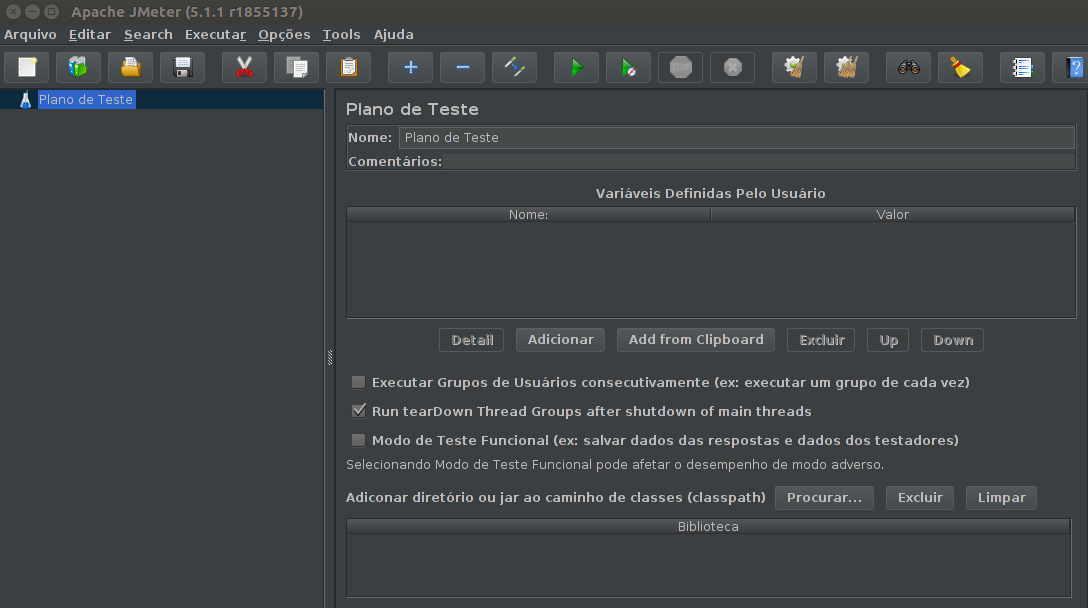 Apache JMeter (5.1.1 r1855137)
Arquivo Editar Search Executar Opções Tools Ajuda
STOP
?
Plano de Teste
Plano de Teste
Nome: Plano de Teste
Comentários:
Variáveis Definidas Pelo Usuário
Nome: Valor
Detail Adicionar Add from Clipboard Excluir Up Down
Executar Grupos de Usuários consecutivamente (ex: executar um grupo de cada vez)
Run tearDown Thread Groups after shutdown of main threads
Modo de Teste Funcional (ex: salvar dados das respostas e dados dos testadores)
Selecionando Modo de Teste Funcional pode afetar o desempenho de modo adverso.
Adiconar diretório ou jar ao caminho de classes (classpath) Procurar... Excluir Limpar
Biblioteca